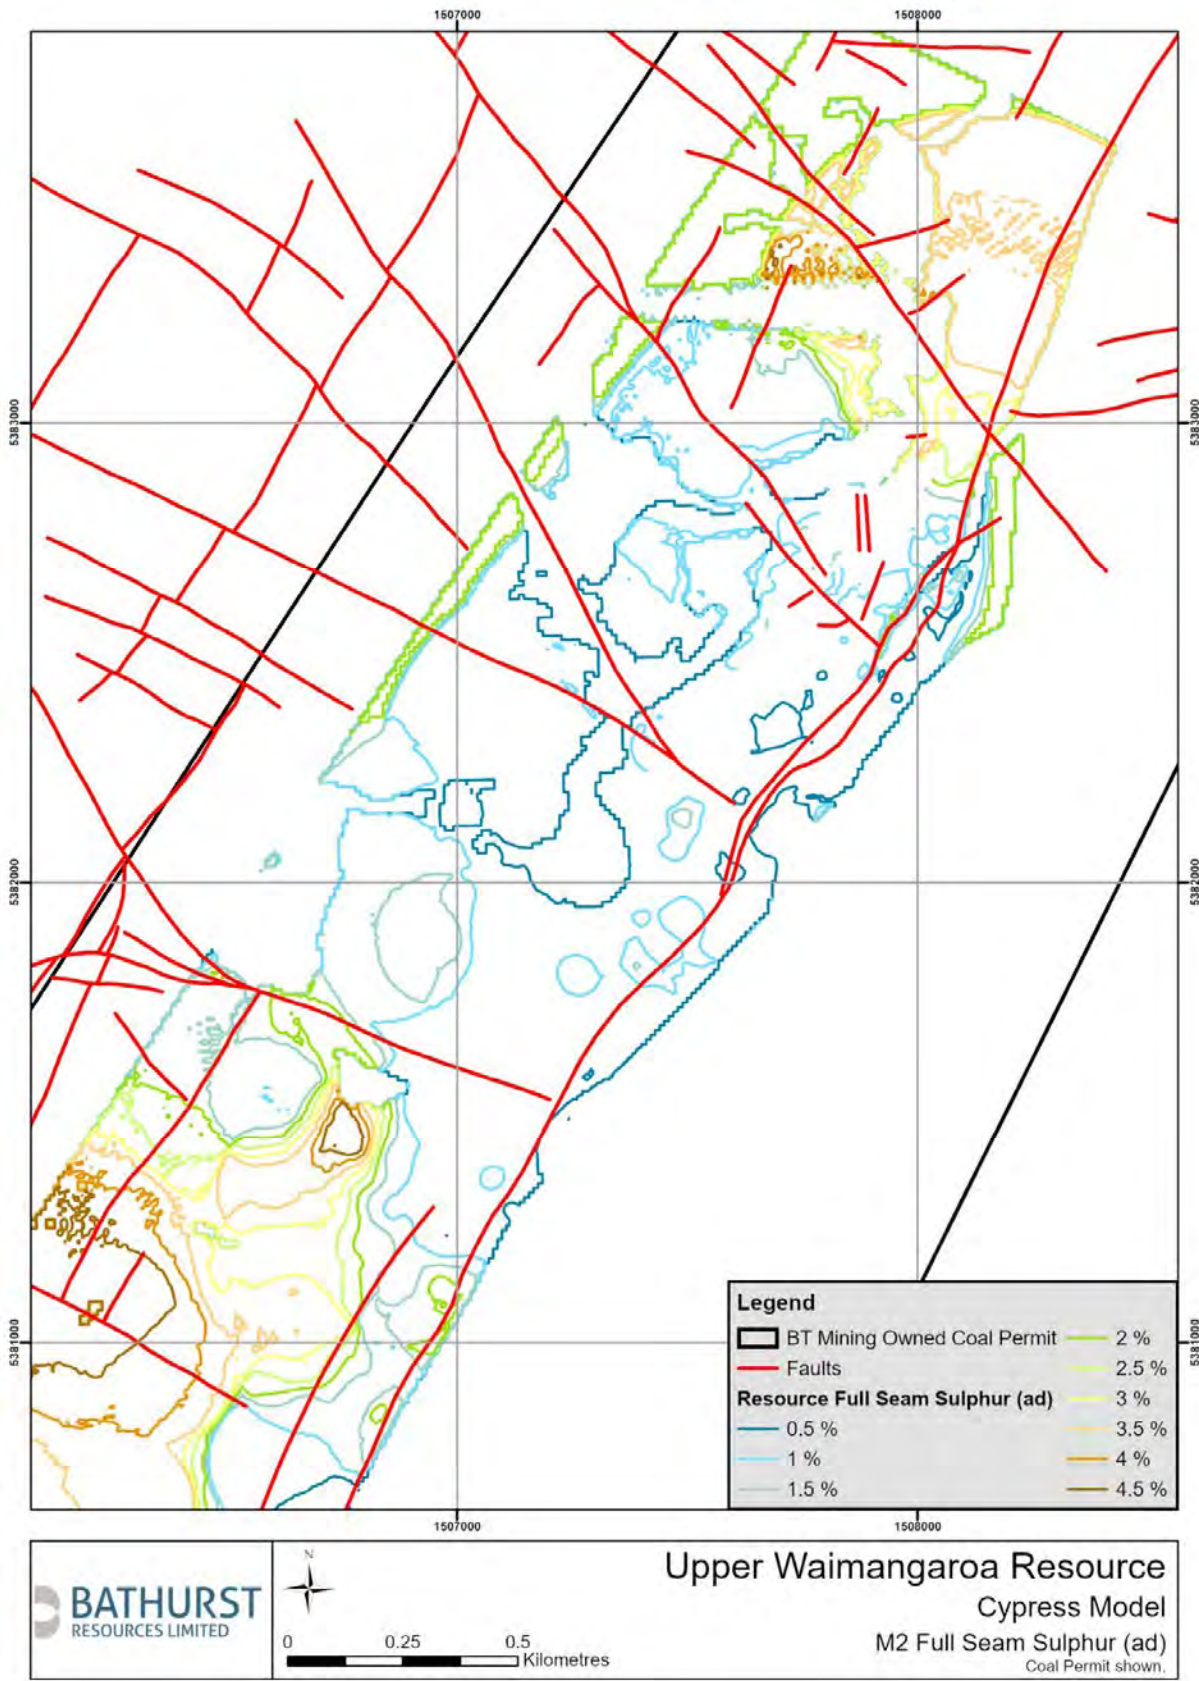 1507000
1508000
5383000
5383000
5382000
5382000
5381000
5381000
Legend
BT Mining Owned Coal Permit
Faults
Resource Full Seam Sulphur (ad)
0.5 %
1 %
1.5 %
2 %
2.5 %
3 %
3.5 %
4 %
4.5 %
1507000
1508000
BATHURST
RESOURCES LIMITED
N
0 0.25 0.5
Kilometres
Upper Waimangaroa Resource
Cypress Model
M2 Full Seam Sulphur (ad)
Coal Permit shown.